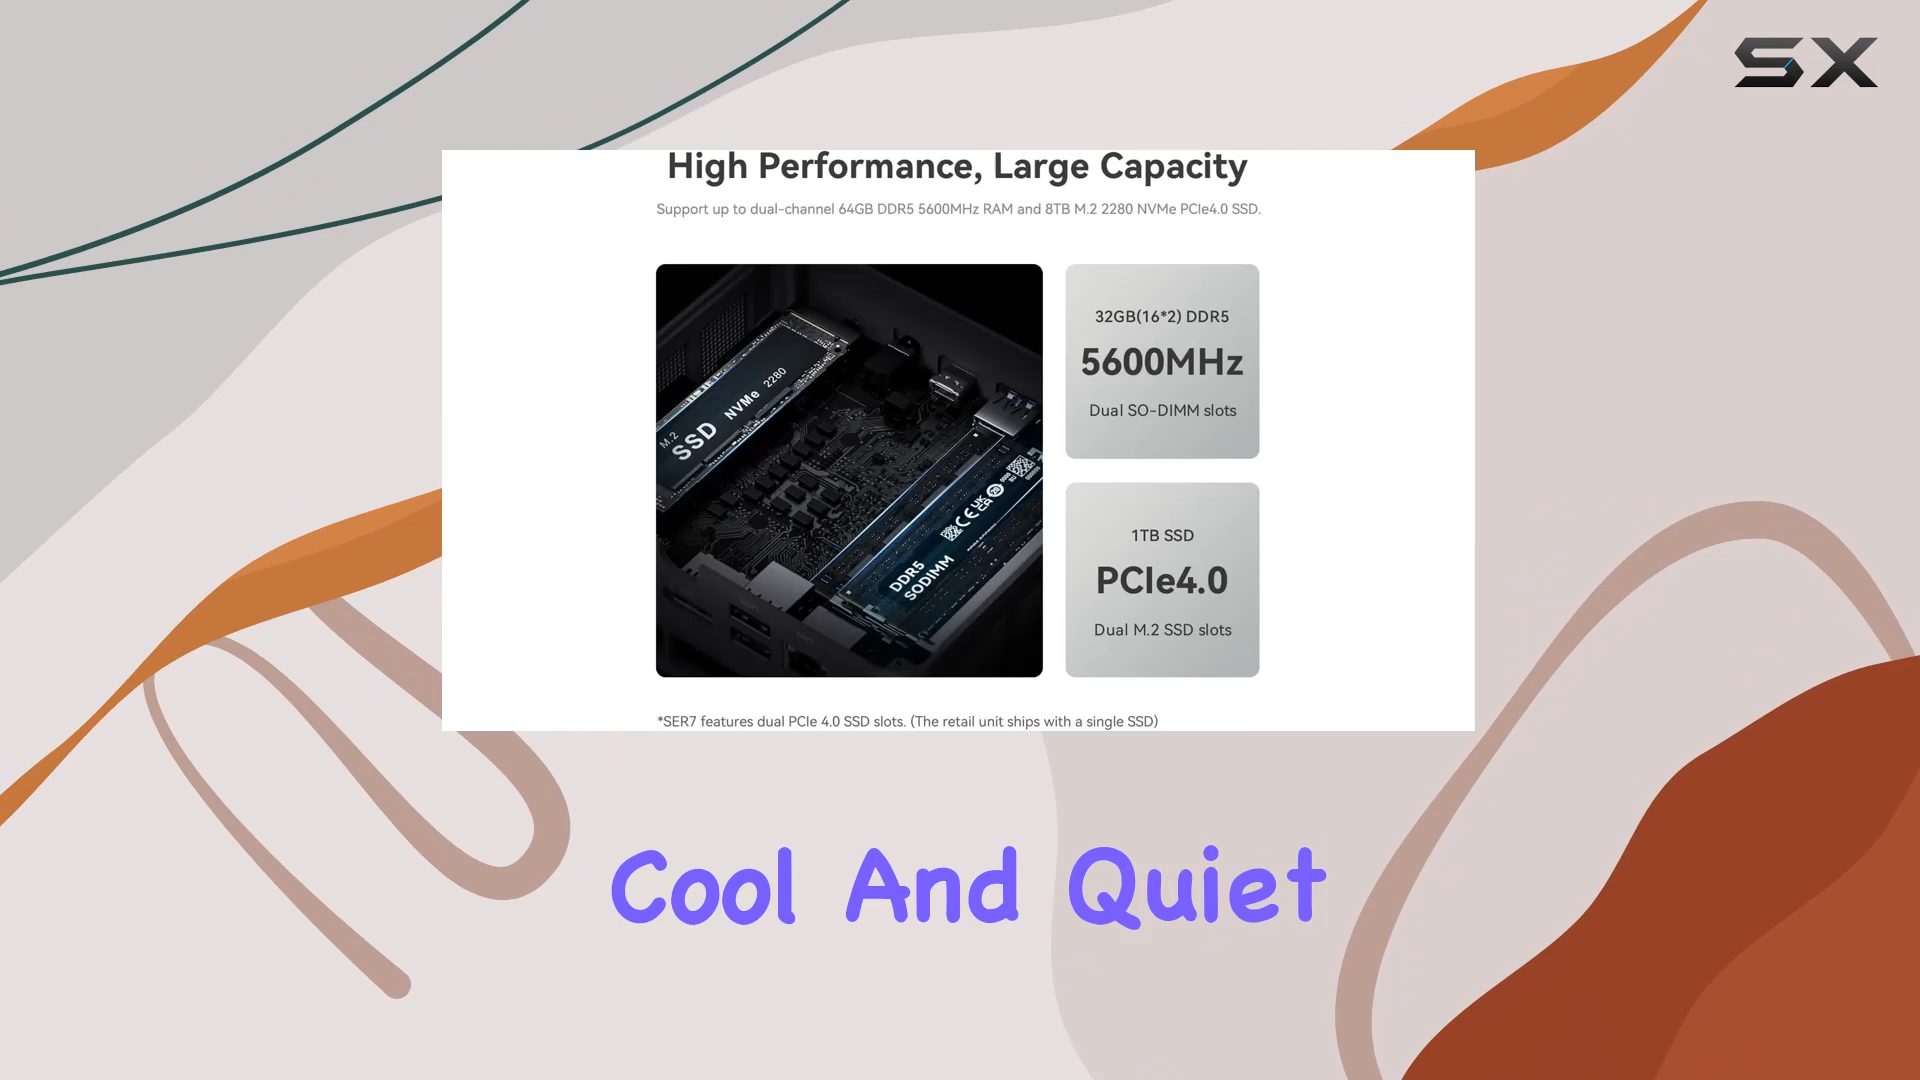 SX
High Performance, Large Capacity
Support up to dual-channel 64GB DDR5 5600MHz RAM and 8TB M.2 2280 NVMe PCIe4.0 SSD.
M.2
SSD NVMe 2280
DDR5
SODIMM
CE UK CA
32GB(16*2) DDR5
5600MHz
Dual SO-DIMM slots
1TB SSD
PCIe4.0
Dual M.2 SSD slots
*SER7 features dual PCIe 4.0 SSD slots. (The retail unit ships with a single SSD)
Cool And Quiet